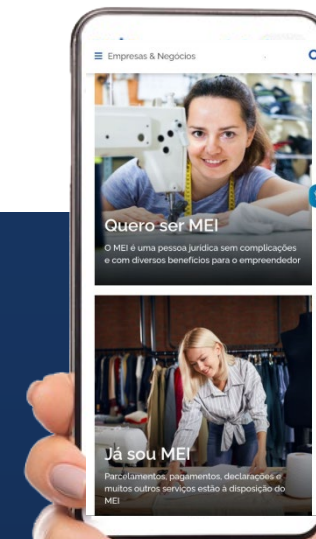 Empresas & Negócios
Quero ser MEI
O MEI é uma pessoa jurídica sem complicações
e com diversos benefícios para o empreendedor
Já sou MEI
Parcelamentos, pagamentos, declarações e
muitos outros serviços estão à disposição do
MEI